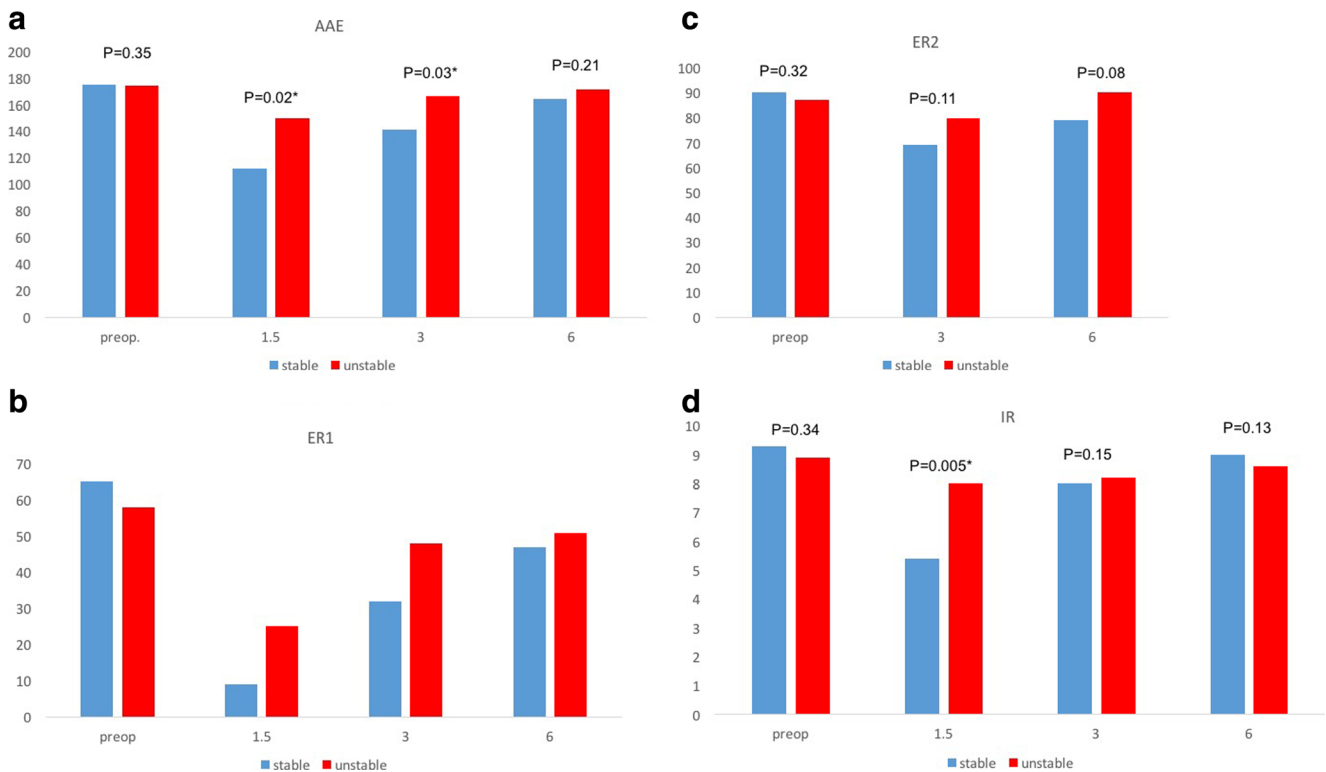 a
AAE
P=0.35
P=0.02*
P=0.03*
P=0.21
200
180
160
140
120
100
80
60
40
20
0
preop. 1.5 3 6
stable unstable
c
ER2
P=0.32
P=0.11
P=0.08
100
90
80
70
60
50
40
30
20
10
0
preop 3 6
stable unstable
b
ER1
70
60
50
40
30
20
10
0
preop 1.5 3 6
stable unstable
d
IR
P=0.34
P=0.005*
P=0.15
P=0.13
10
9
8
7
6
5
4
3
2
1
0
preop 1.5 3 6
stable unstable